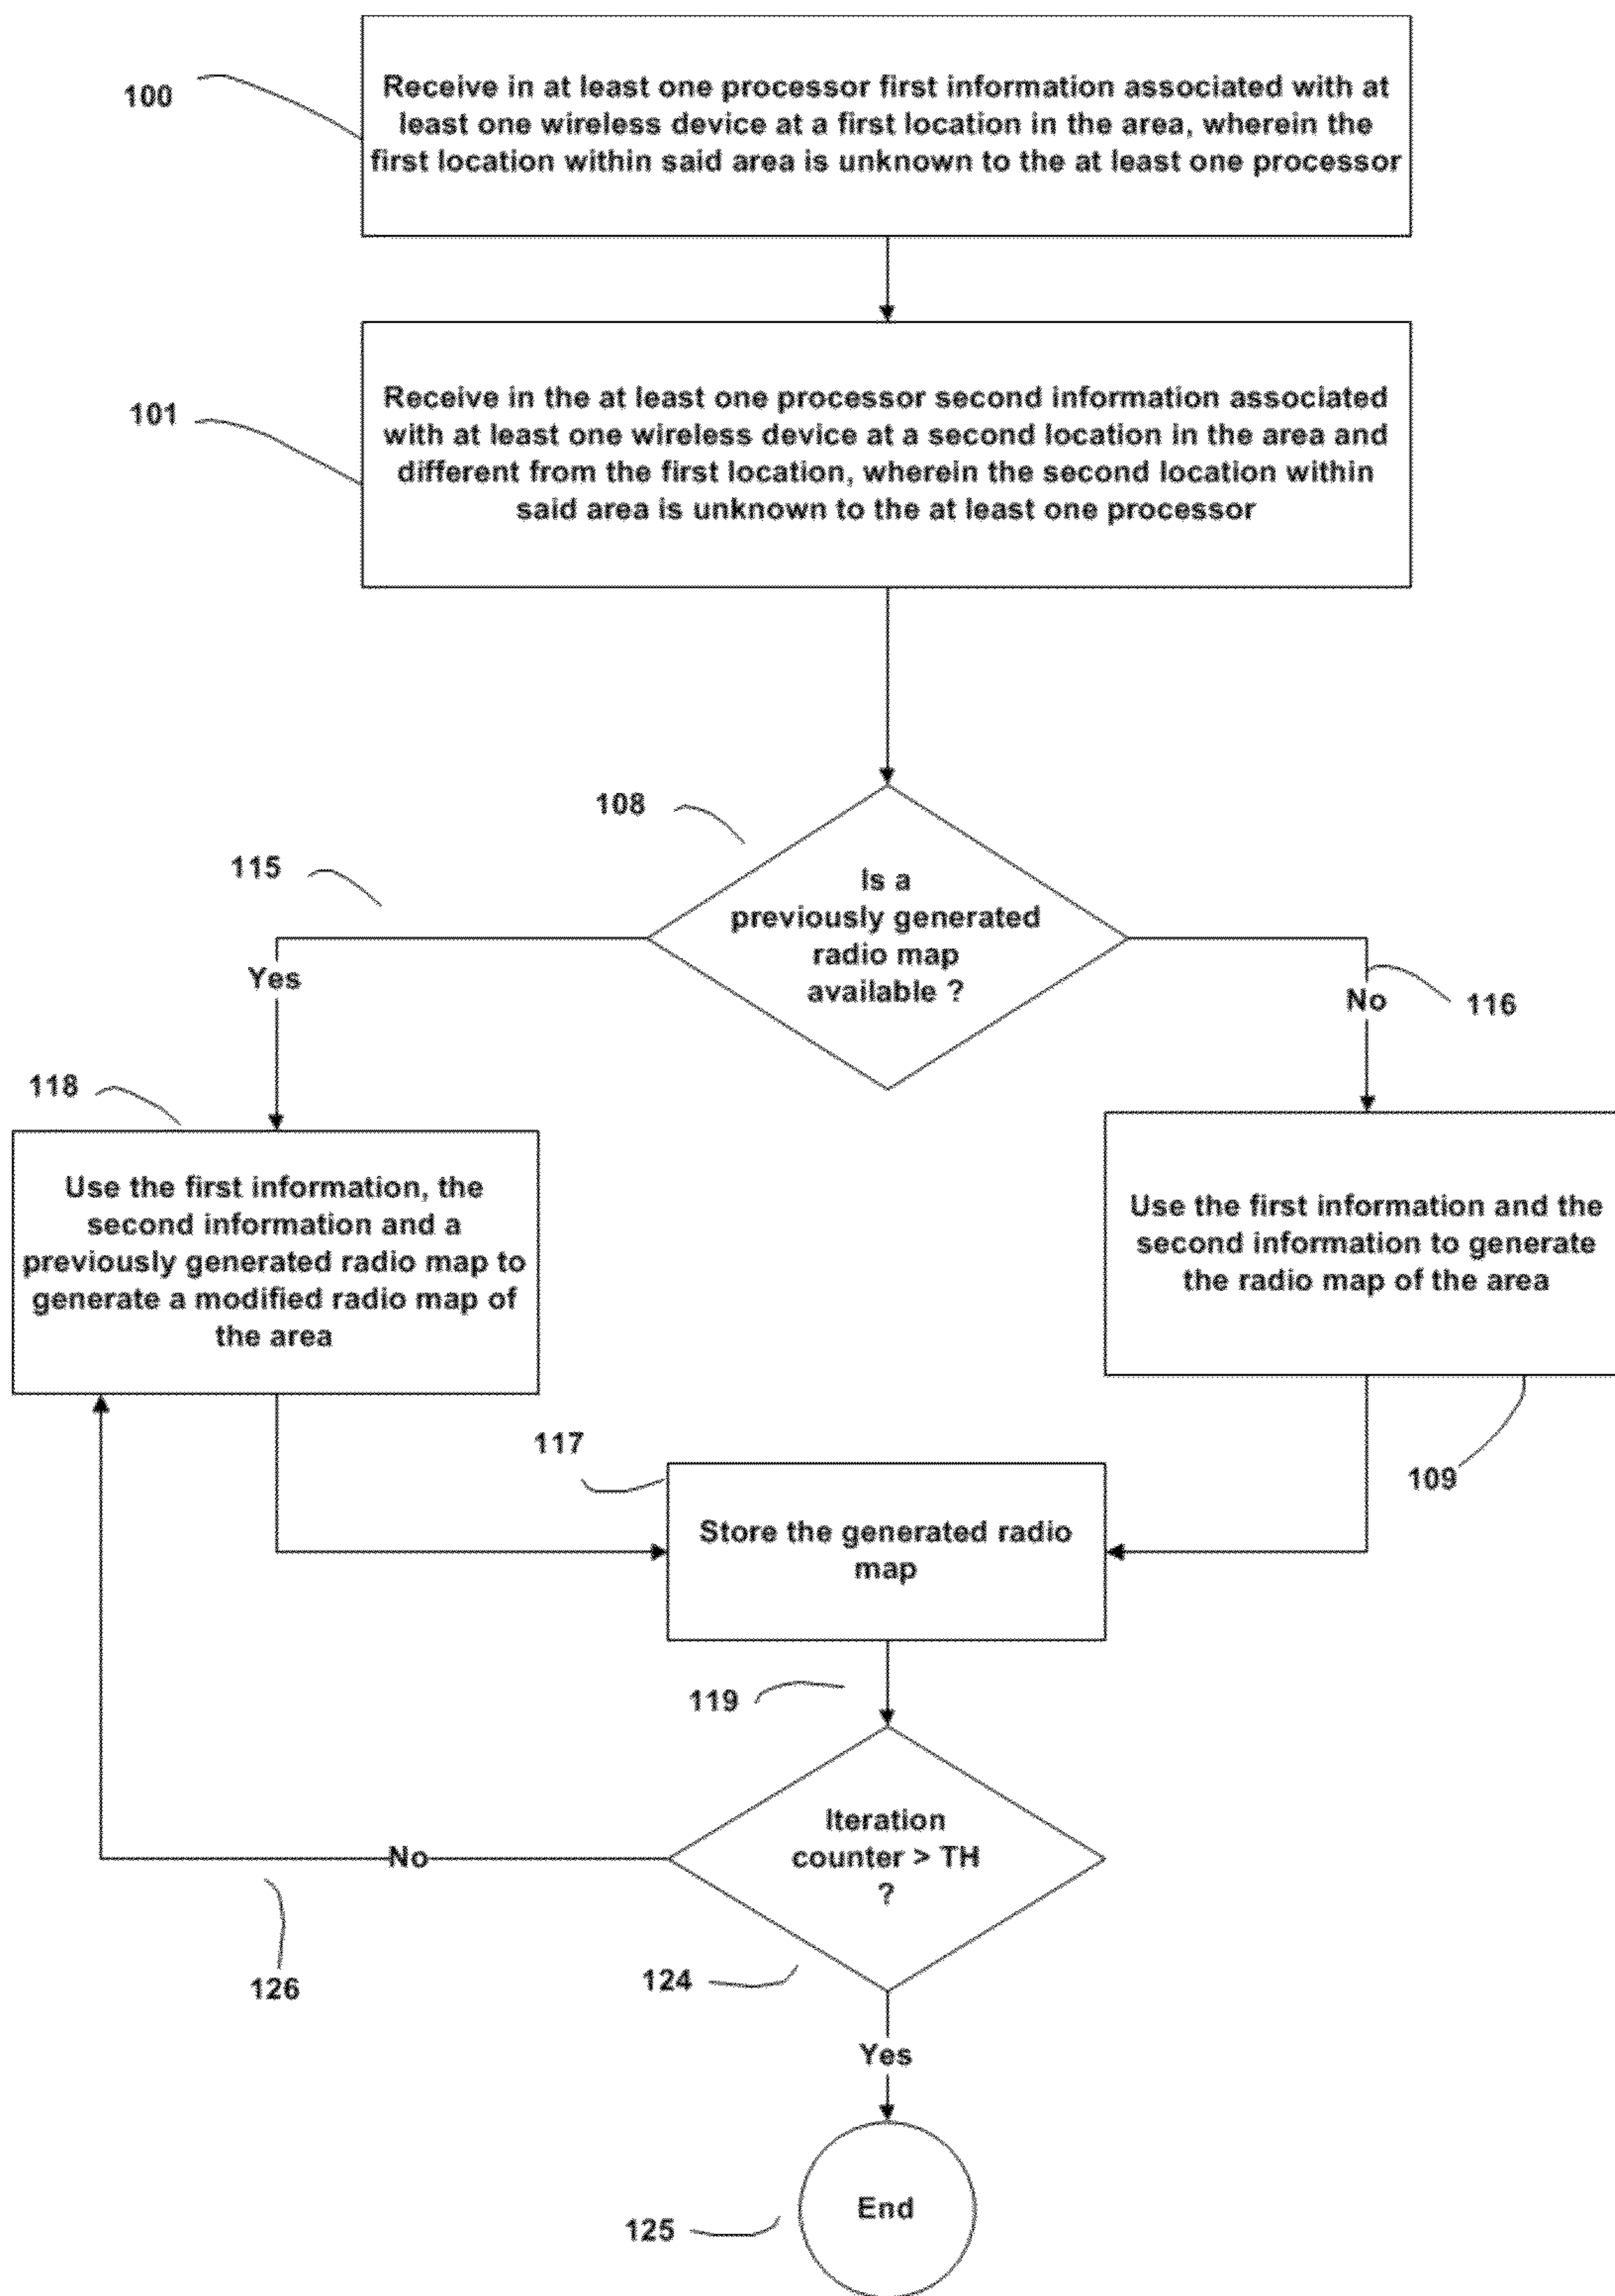 100
Receive in at least one processor first information associated with at
least one wireless device at a first location in the area, wherein the
first location within said area is unknown to the at least one processor
101
Receive in the at least one processor second information associated
with at least one wireless device at a second location in the area and
different from the first location, wherein the second location within
said area is unknown to the at least one processor
108
115
Is a
previously generated
radio map
available ?
Yes
No
116
118
Use the first information, the
second information and a
previously generated radio map to
generate a modified radio map of
the area
Use the first information and the
second information to generate
the radio map of the area
109
117
Store the generated radio
map
119
Iteration
counter > TH
?
No
126
124
Yes
End
125